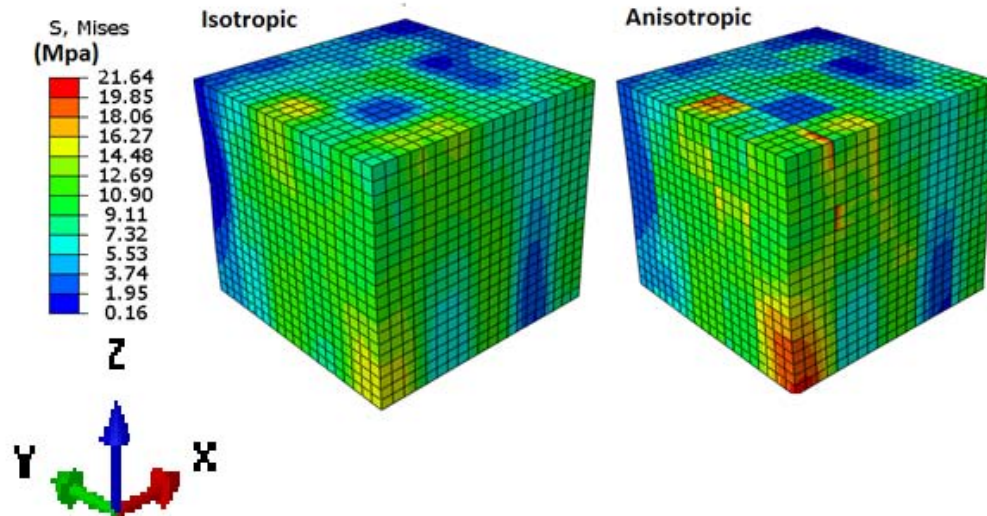 S, Mises
(Mpa)
21.64
19.85
18.06
16.27
14.48
12.69
10.90
9.11
7.32
5.53
3.74
1.95
0.16
Isotropic
Anisotropic
Z
Y
X